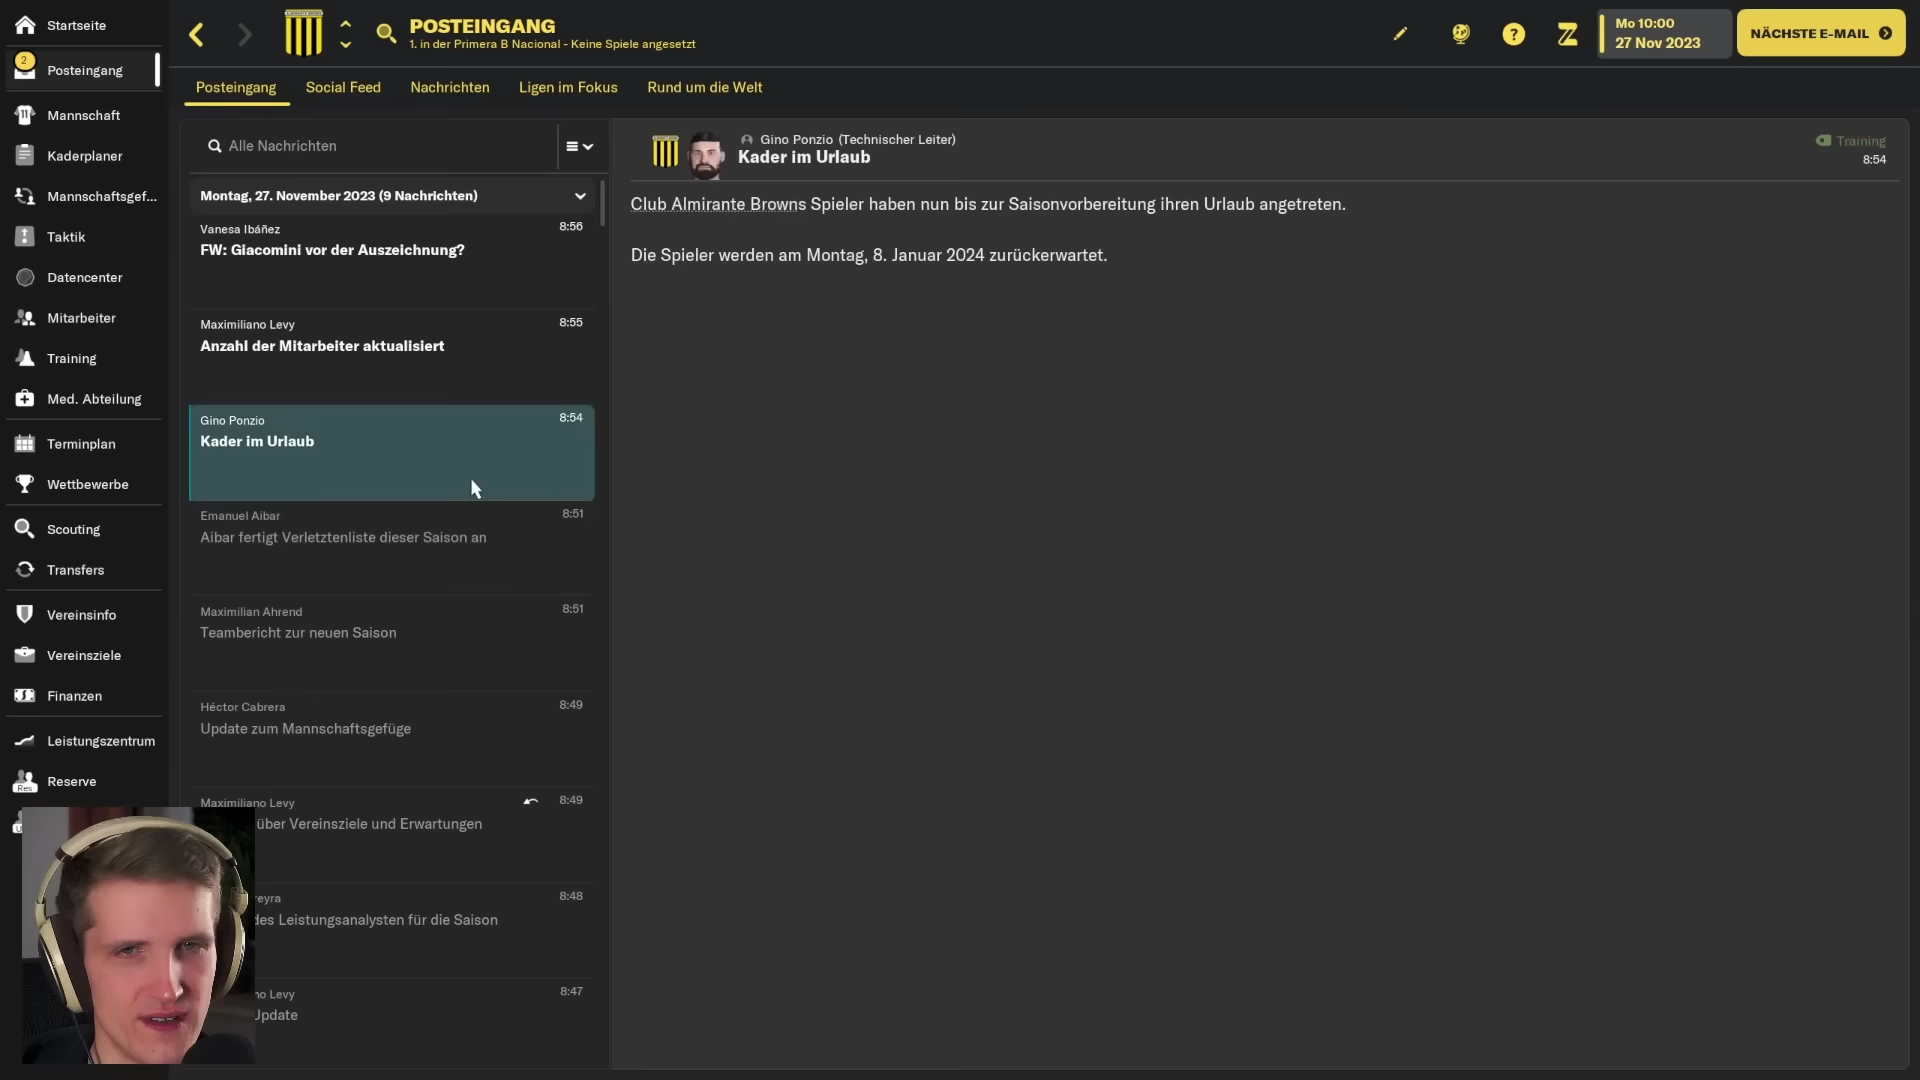 Startseite
2
Posteingang
Mannschaft
Kaderplaner
Mannschaftsgef...
Taktik
Datencenter
Mitarbeiter
Training
Med. Abteilung
Terminplan
Wettbewerbe
Scouting
Transfers
Vereinsinfo
Vereinsziele
Finanzen
Leistungszentrum
Res
Reserve
POSTEINGANG
1. in der Primera B Nacional - Keine Spiele angesetzt
?
Mo 10:00
27 Nov 2023
NÄCHSTE E-MAIL
Posteingang
Social Feed
Nachrichten
Ligen im Fokus
Rund um die Welt
Alle Nachrichten
Montag, 27. November 2023 (9 Nachrichten)
Vanesa Ibáñez
8:56
FW: Giacomini vor der Auszeichnung?
Maximiliano Levy
8:55
Anzahl der Mitarbeiter aktualisiert
Gino Ponzio
8:54
Kader im Urlaub
Emanuel Aibar
8:51
Aibar fertigt Verletztenliste dieser Saison an
Maximilian Ahrend
8:51
Teambericht zur neuen Saison
Héctor Cabrera
8:49
Update zum Mannschaftsgefüge
Maximiliano Levy
8:49
über Vereinsziele und Erwartungen
reyra
8:48
des Leistungsanalysten für die Saison
no Levy
8:47
Update
Gino Ponzio (Technischer Leiter)
Kader im Urlaub
Training
8:54
Club Almirante Browns Spieler haben nun bis zur Saisonvorbereitung ihren Urlaub angetreten.
Die Spieler werden am Montag, 8. Januar 2024 zurückerwartet.